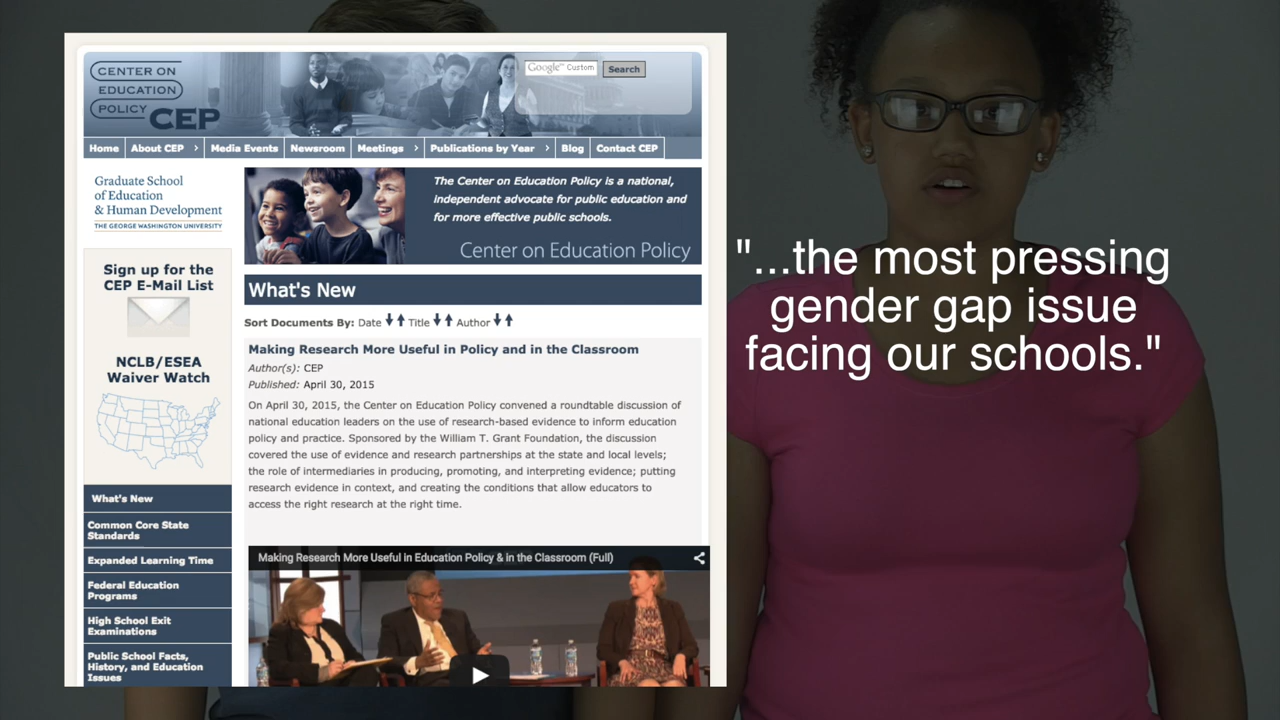 CENTER ON
EDUCATION
POLICY
CEP
Google™ Custom
Search
Home
About CEP
Media Events
Newsroom
Meetings
Publications by Year
Blog
Contact CEP
Graduate School
of Education
& Human Development
THE GEORGE WASHINGTON UNIVERSITY
The Center on Education Policy is a national,
independent advocate for public education and
for more effective public schools.
Center on Education Policy
Sign up for the
CEP E-Mail List
NCLB/ESEA
Waiver Watch
What's New
Common Core State
Standards
Expanded Learning Time
Federal Education
Programs
High School Exit
Examinations
Public School Facts,
History, and Education
Issues
What's New
Sort Documents By: Date Title Author
Making Research More Useful in Policy and in the Classroom
Author(s): CEP
Published: April 30, 2015
On April 30, 2015, the Center on Education Policy convened a roundtable discussion of
national education leaders on the use of research-based evidence to inform education
policy and practice. Sponsored by the William T. Grant Foundation, the discussion
covered the use of evidence and research partnerships at the state and local levels;
the role of intermediaries in producing, promoting, and interpreting evidence; putting
research evidence in context, and creating the conditions that allow educators to
access the right research at the right time.
Making Research More Useful in Education Policy & in the Classroom (Full)
"...the most pressing
gender gap issue
facing our schools."